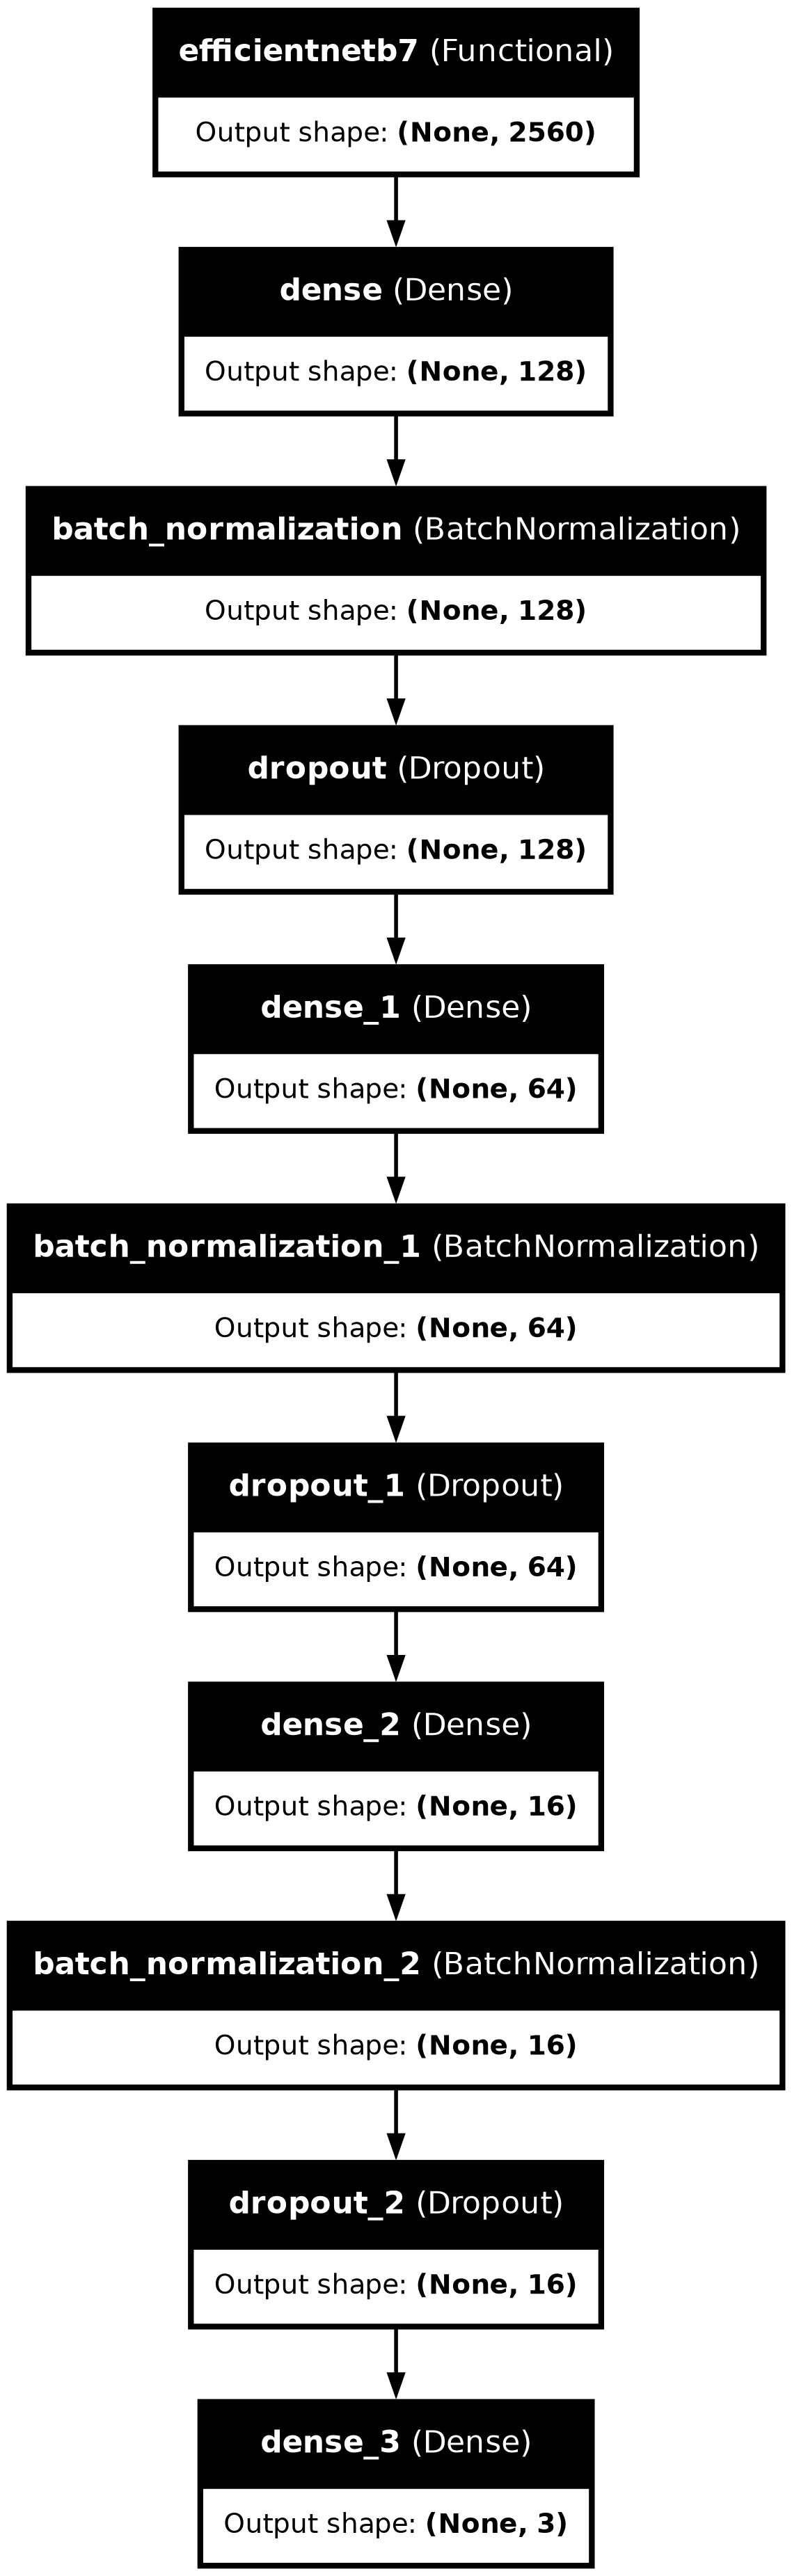 efficientnetb7 (Functional)
Output shape: (None, 2560)
dense (Dense)
Output shape: (None, 128)
batch_normalization (BatchNormalization)
Output shape: (None, 128)
dropout (Dropout)
Output shape: (None, 128)
dense_1 (Dense)
Output shape: (None, 64)
batch_normalization_1 (BatchNormalization)
Output shape: (None, 64)
dropout_1 (Dropout)
Output shape: (None, 64)
dense_2 (Dense)
Output shape: (None, 16)
batch_normalization_2 (BatchNormalization)
Output shape: (None, 16)
dropout_2 (Dropout)
Output shape: (None, 16)
dense_3 (Dense)
Output shape: (None, 3)